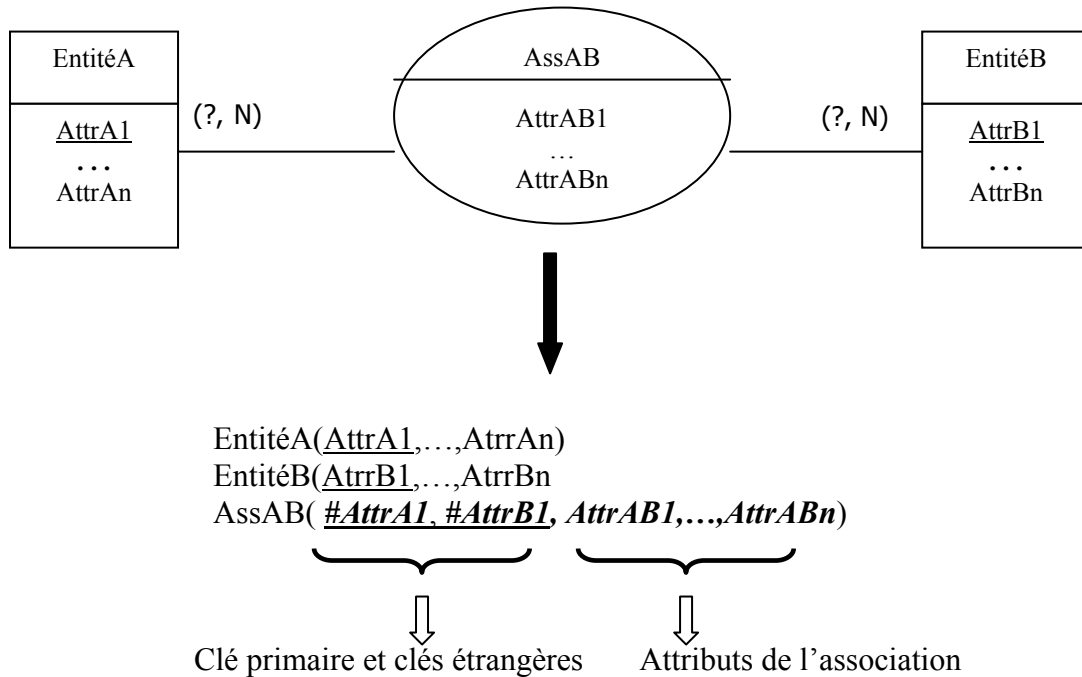 EntitéA
AssAB
EntitéB
AttrA1
(?, N)
AttrAB1
(?, N)
AttrB1
…
…
…
AttrAn
AttrABn
AttrBn
EntitéA(AttrA1,…,AtrrAn)
EntitéB(AtrrB1,…,AtrrBn
AssAB( #AttrA1, #AttrB1, AttrAB1,…,AttrABn)
Clé primaire et clés étrangères
Attributs de l’association